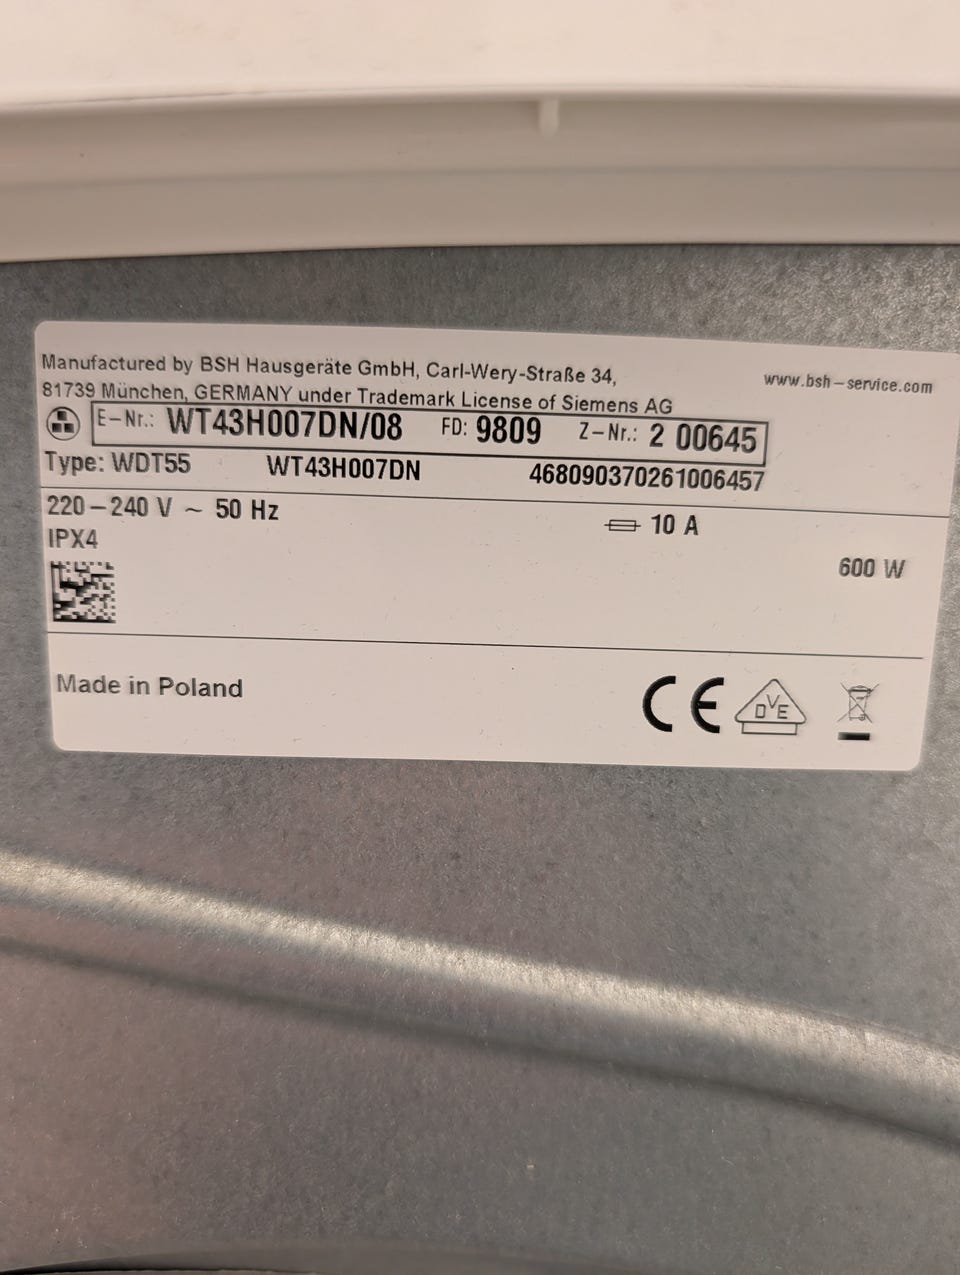 Manufactured by BSH Hausgeräte GmbH, Carl-Wery-Straße 34,
81739 München, GERMANY under Trademark License of Siemens AG
www.bsh-service.com
E-Nr.: WT43H007DN/08 FD: 9809 Z-Nr.: 2 00645
Type: WDT55 WT43H007DN 468090370261006457
220-240 V ~ 50 Hz 10 A
IPX4
600 W
Made in Poland
CE DVE